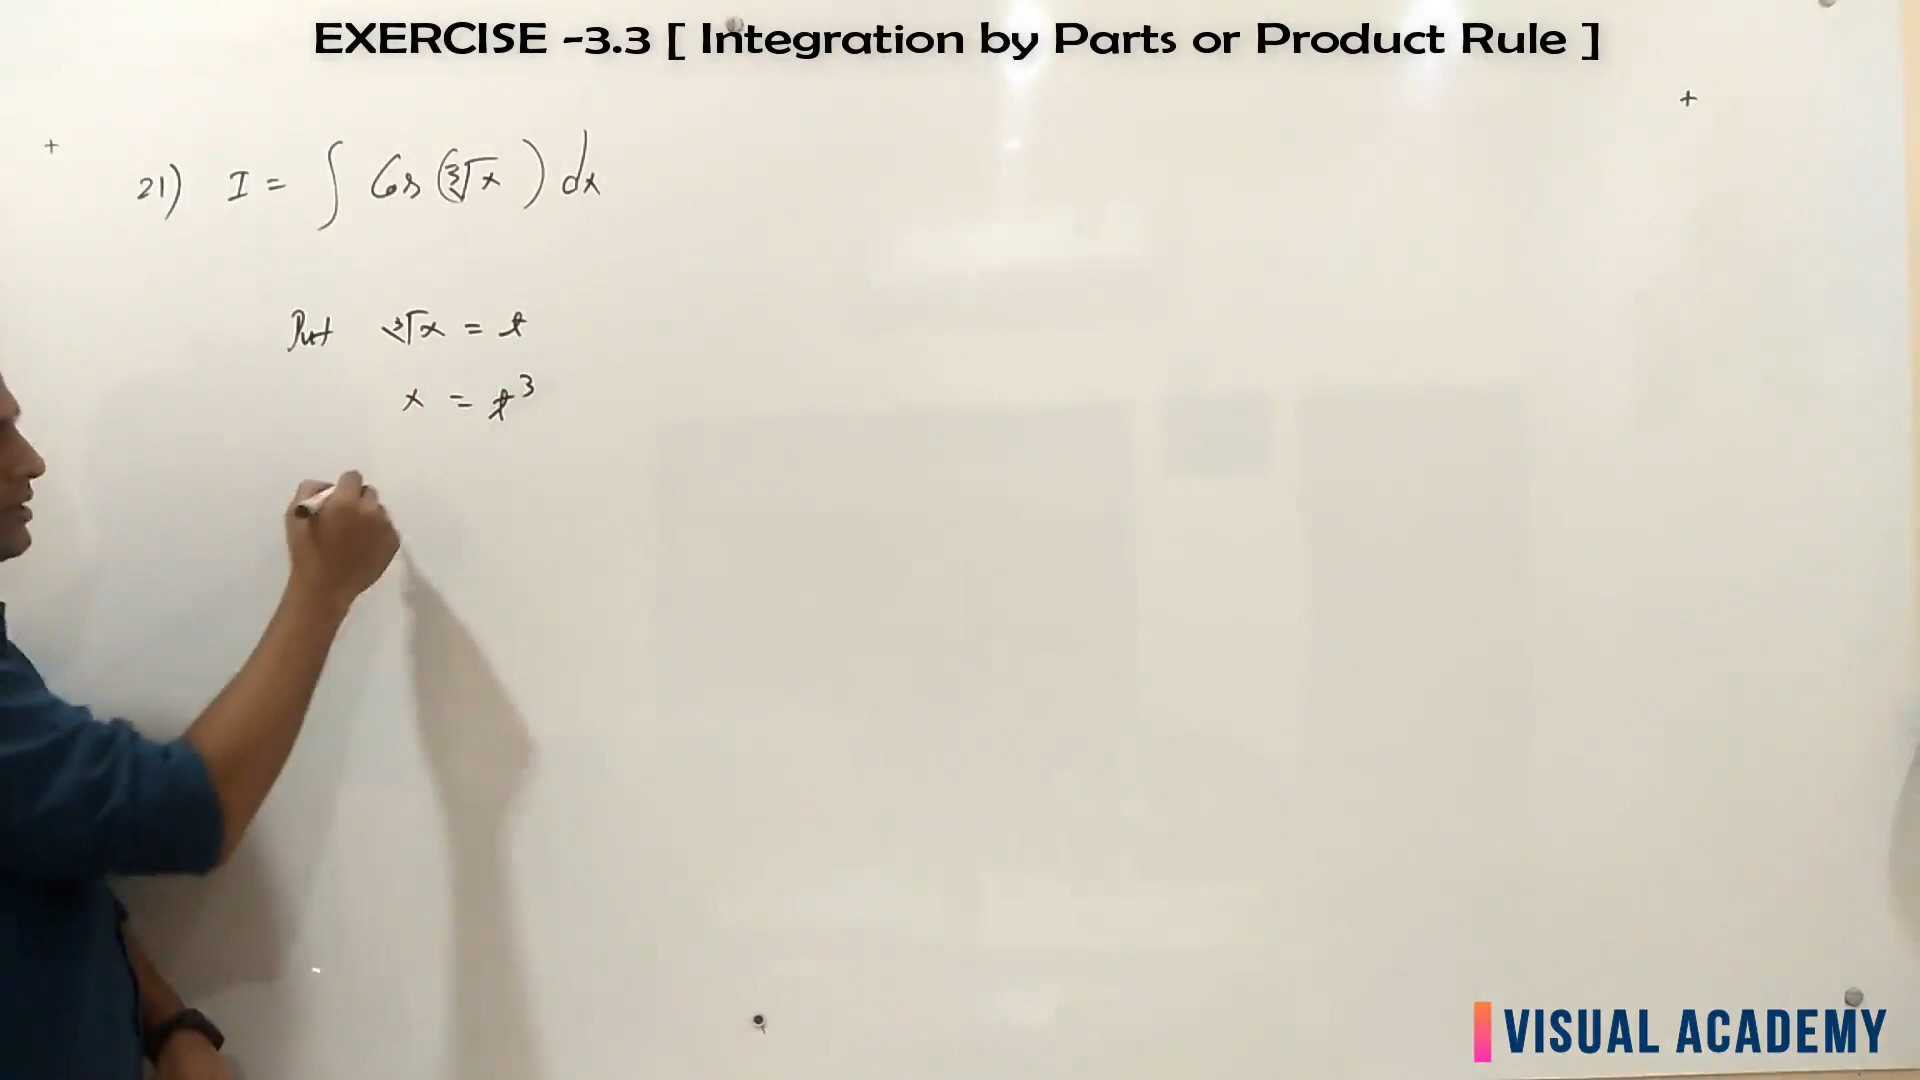 EXERCISE -3.3 [ Integration by Parts or Product Rule ]
21) I = ∫ Cos (∛x) dx
Put ∛x = t
x = t³
VISUAL ACADEMY